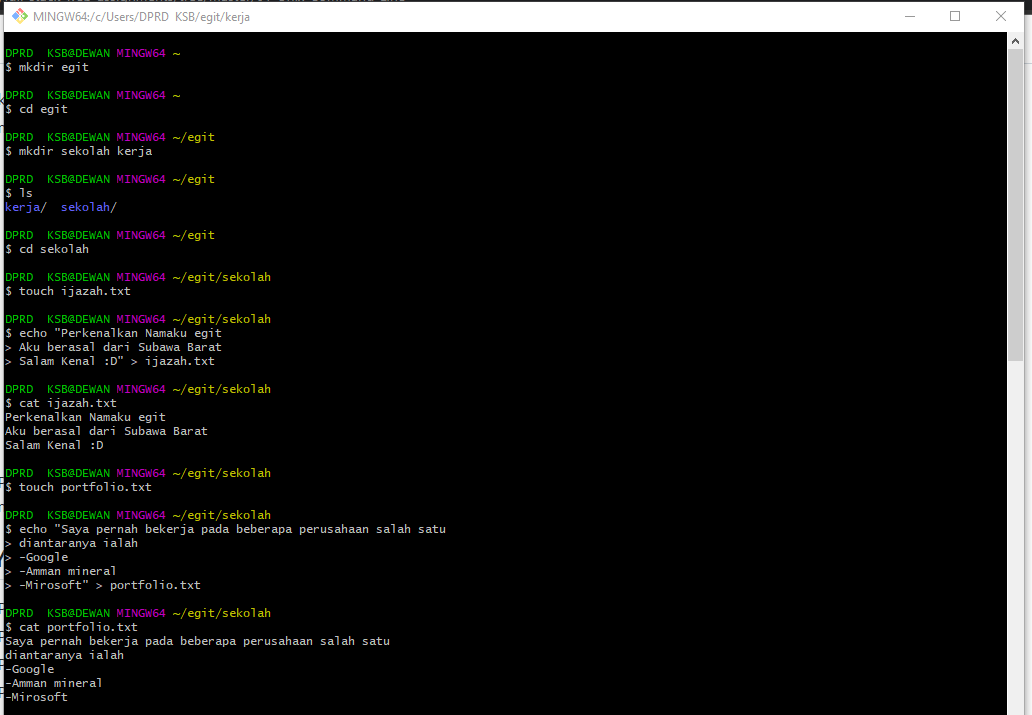 MINGW64:/c/Users/DPRD  KSB/egit/kerja
DPRD  KSB@DEWAN MINGW64 ~
$ mkdir egit
DPRD  KSB@DEWAN MINGW64 ~
$ cd egit
DPRD  KSB@DEWAN MINGW64 ~/egit
$ mkdir sekolah kerja
DPRD  KSB@DEWAN MINGW64 ~/egit
$ ls
kerja/  sekolah/
DPRD  KSB@DEWAN MINGW64 ~/egit
$ cd sekolah
DPRD  KSB@DEWAN MINGW64 ~/egit/sekolah
$ touch ijazah.txt
DPRD  KSB@DEWAN MINGW64 ~/egit/sekolah
$ echo "Perkenalkan Namaku egit
> Aku berasal dari Subawa Barat
> Salam Kenal :D" > ijazah.txt
DPRD  KSB@DEWAN MINGW64 ~/egit/sekolah
$ cat ijazah.txt
Perkenalkan Namaku egit
Aku berasal dari Subawa Barat
Salam Kenal :D
DPRD  KSB@DEWAN MINGW64 ~/egit/sekolah
$ touch portfolio.txt
DPRD  KSB@DEWAN MINGW64 ~/egit/sekolah
$ echo "Saya pernah bekerja pada beberapa perusahaan salah satu
> diantaranya ialah
> -Google
> -Amman mineral
> -Mirosoft" > portfolio.txt
DPRD  KSB@DEWAN MINGW64 ~/egit/sekolah
$ cat portfolio.txt
Saya pernah bekerja pada beberapa perusahaan salah satu
diantaranya ialah
-Google
-Amman mineral
-Mirosoft